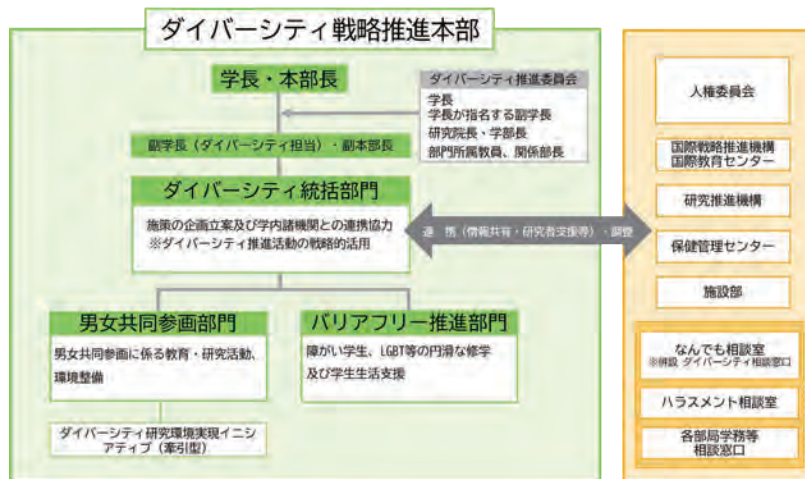 ダイバーシティ戦略推進本部
学長・本部長
ダイバーシティ推進委員会
学長
学長が指名する副学長
研究院長・学部長
部門所属教員、関係部長
副学長（ダイバーシティ担当）・副本部長
ダイバーシティ統括部門
施策の企画立案及び学内諸機関との連携協力
※ダイバーシティ推進活動の戦略的活用
連　携（情報共有・研究者支援等）・調整
男女共同参画部門
男女共同参画に係る教育・研究活動、
環境整備
ダイバーシティ研究環境実現イニシ
アティブ（牽引型）
バリアフリー推進部門
障がい学生、LGBT等の円滑な修学
及び学生生活支援
人権委員会
国際戦略推進機構
国際教育センター
研究推進機構
保健管理センター
施設部
なんでも相談室
※併設 ダイバーシティ相談窓口
ハラスメント相談室
各部局学務等
相談窓口